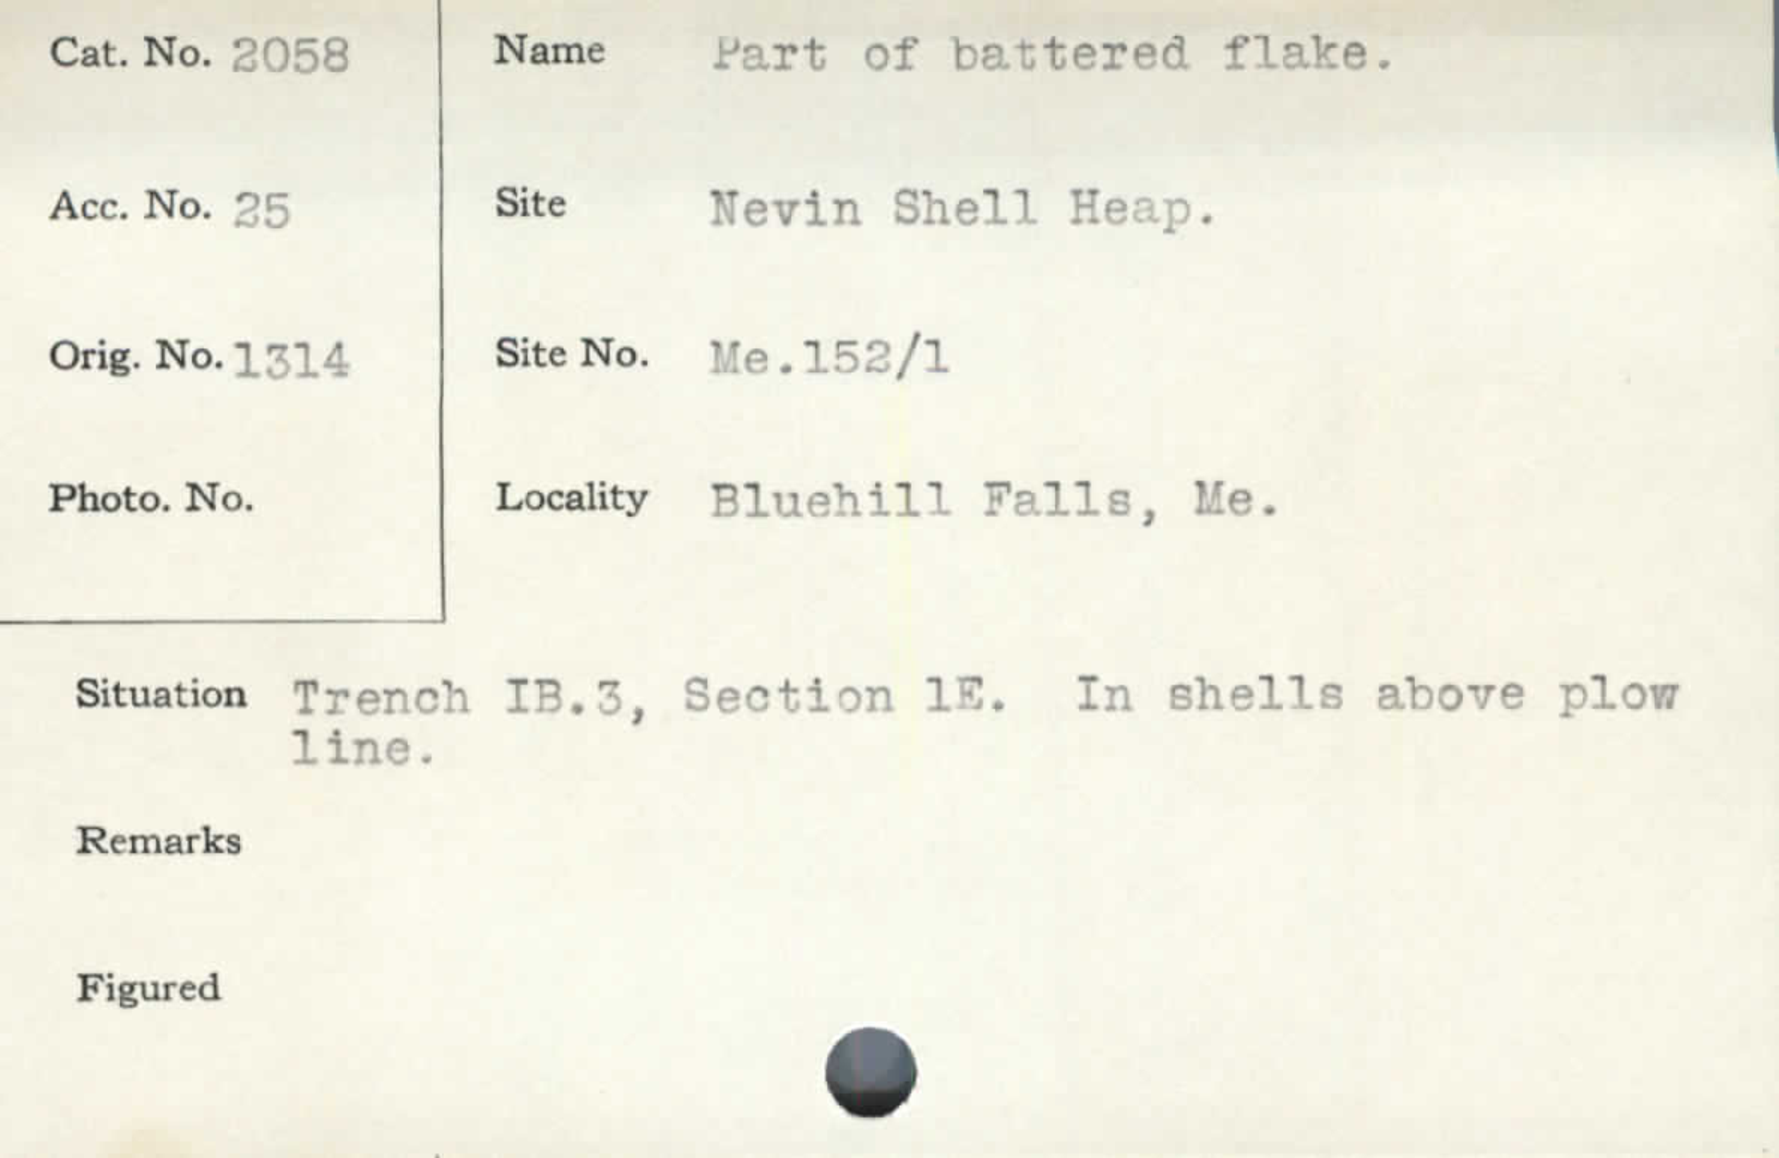 Cat. No. 2058
Name Part of battered flake.
Acc. No. 25
Site Nevin Shell Heap.
Orig. No. 1314
Site No. Me.152/1
Photo. No.
Locality Bluehill Falls, Me.
Situation Trench IB.3, Section 1E. In shells above plow
line.
Remarks
Figured